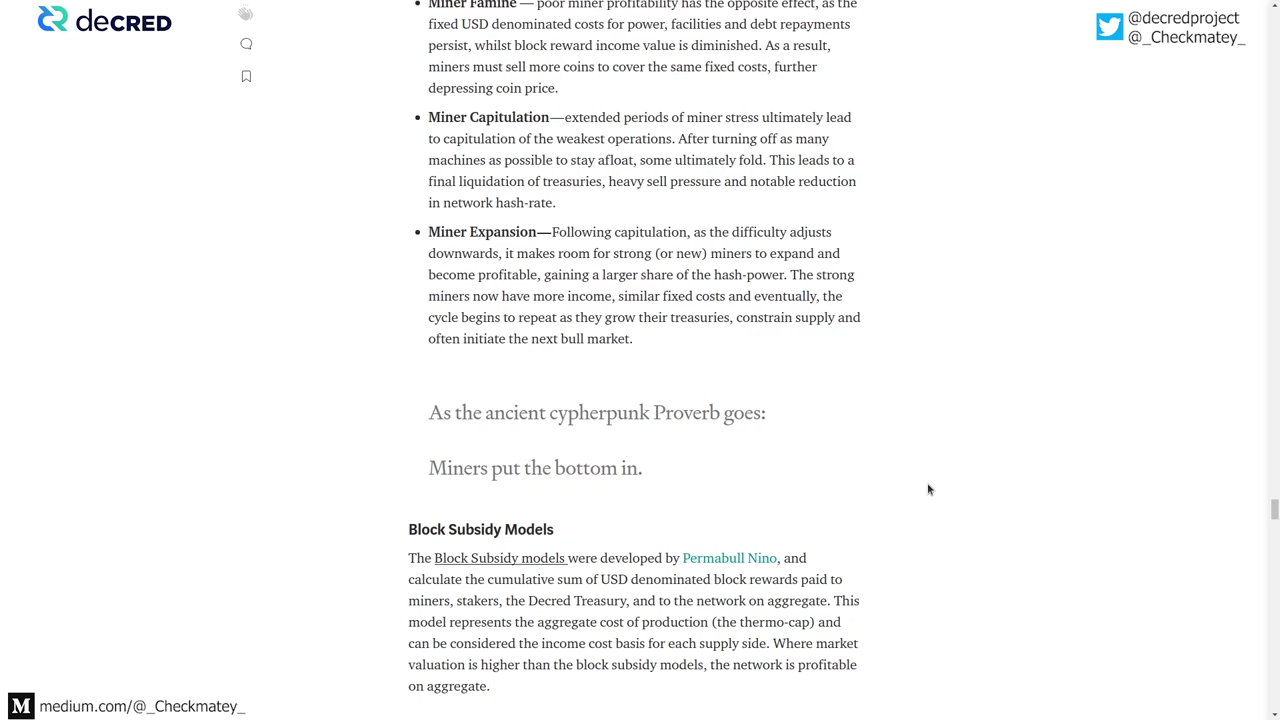 decred
@decredproject
@_Checkmatey_
Miner Famine — poor miner profitability has the opposite effect, as the
fixed USD denominated costs for power, facilities and debt repayments
persist, whilst block reward income value is diminished. As a result,
miners must sell more coins to cover the same fixed costs, further
depressing coin price.
Miner Capitulation—extended periods of miner stress ultimately lead
to capitulation of the weakest operations. After turning off as many
machines as possible to stay afloat, some ultimately fold. This leads to a
final liquidation of treasuries, heavy sell pressure and notable reduction
in network hash-rate.
Miner Expansion—Following capitulation, as the difficulty adjusts
downwards, it makes room for strong (or new) miners to expand and
become profitable, gaining a larger share of the hash-power. The strong
miners now have more income, similar fixed costs and eventually, the
cycle begins to repeat as they grow their treasuries, constrain supply and
often initiate the next bull market.
As the ancient cypherpunk Proverb goes:
Miners put the bottom in.
Block Subsidy Models
The Block Subsidy models were developed by Permabull Nino, and
calculate the cumulative sum of USD denominated block rewards paid to
miners, stakers, the Decred Treasury, and to the network on aggregate. This
model represents the aggregate cost of production (the thermo-cap) and
can be considered the income cost basis for each supply side. Where market
valuation is higher than the block subsidy models, the network is profitable
on aggregate.
M medium.com/@_Checkmatey_